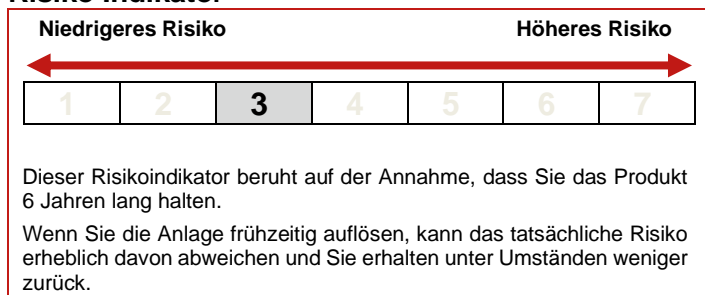 Risiko-Indikator
Niedrigeres Risiko Höheres Risiko
1 2 3 4 5 6 7
Dieser Risikoindikator beruht auf der Annahme, dass Sie das Produkt
6 Jahren lang halten.
Wenn Sie die Anlage frühzeitig auflösen, kann das tatsächliche Risiko
erheblich davon abweichen und Sie erhalten unter Umständen weniger
zurück.